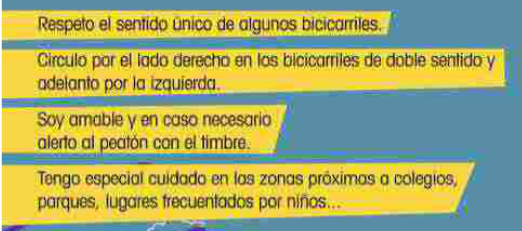 Respeto el sentido único de algunos bicicarriles.
Circulo por el lado derecho en los bicicarriles de doble sentido y
adelanto por la izquierda.
Soy amable y en caso necesario
alerto al peatón con el timbre.
Tengo especial cuidado en las zonas próximas a colegios,
parques, lugares frecuentados por niños...